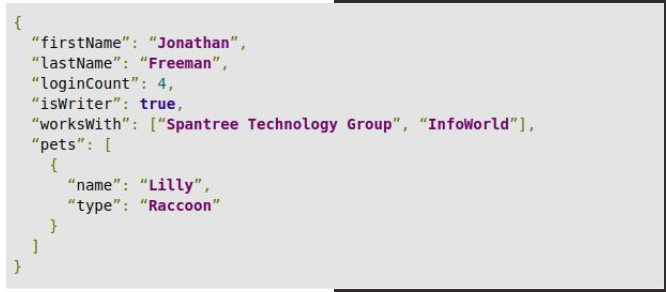 {
  “firstName”: “Jonathan”,
  “lastName”: “Freeman”,
  “loginCount”: 4,
  “isWriter”: true,
  “worksWith”: [“Spantree Technology Group”, “InfoWorld”],
  “pets”: [
    {
      “name”: “Lilly”,
      “type”: “Raccoon”
    }
  ]
}